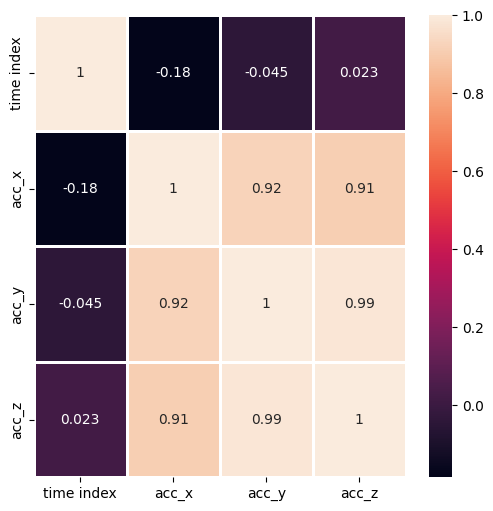 time index 1 -0.18 -0.045 0.023
acc_x -0.18 1 0.92 0.91
acc_y -0.045 0.92 1 0.99
acc_z 0.023 0.91 0.99 1
time index acc_x acc_y acc_z
1.0
0.8
0.6
0.4
0.2
0.0